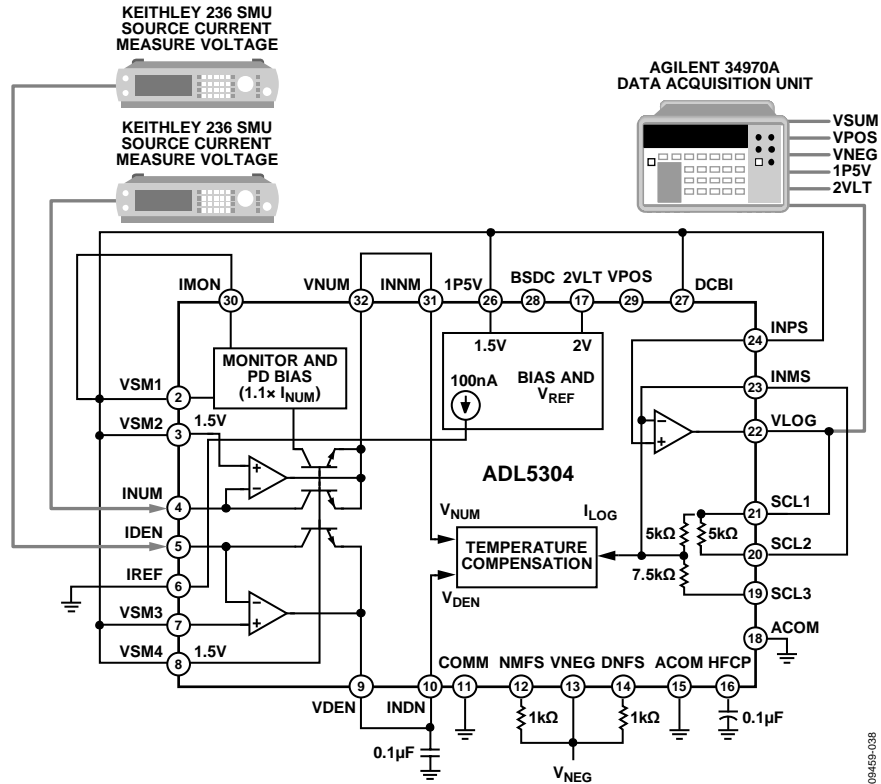 KEITHLEY 236 SMU
SOURCE CURRENT
MEASURE VOLTAGE
KEITHLEY 236 SMU
SOURCE CURRENT
MEASURE VOLTAGE
AGILENT 34970A
DATA ACQUISITION UNIT
VSUM
VPOS
VNEG
1P5V
2VLT
IMON
VNUM
INNM
1P5V
BSDC
2VLT
VPOS
DCBI
30
32
31
26
28
17
29
27
INPS
24
INMS
23
VLOG
22
SCL1
21
SCL2
20
SCL3
19
ACOM
18
MONITOR AND
PD BIAS
(1.1× INUM)
1.5V
2V
100nA
BIAS AND
VREF
VSM1
2
VSM2
3
1.5V
INUM
4
IDEN
5
IREF
6
VSM3
7
VSM4
8
1.5V
+
−
−
+
−
+
ADL5304
VNUM
ILOG
TEMPERATURE
COMPENSATION
VDEN
5kΩ
5kΩ
7.5kΩ
COMM
NMFS
VNEG
DNFS
ACOM
HFCP
9
10
11
12
13
14
15
16
VDEN
INDN
1kΩ
1kΩ
0.1µF
0.1µF
VNEG
09459-038